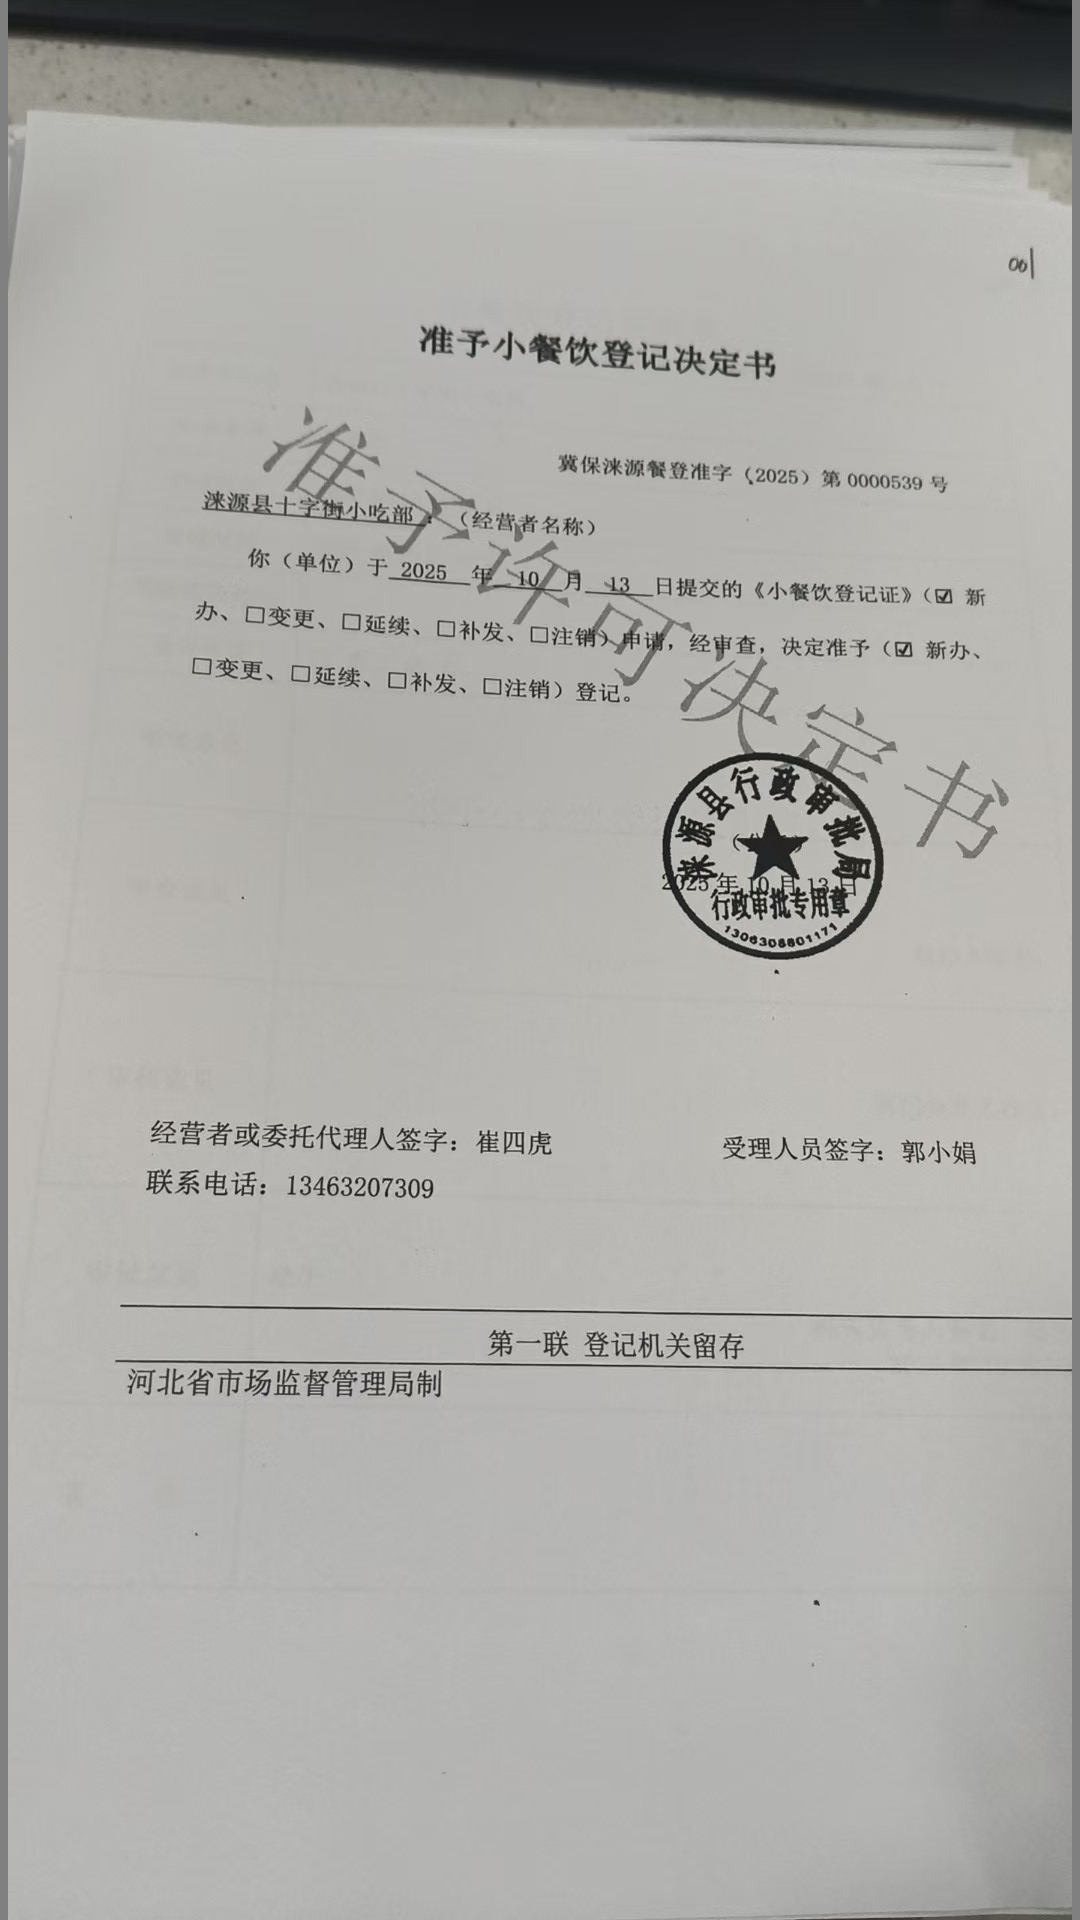 001
准予小餐饮登记决定书
冀保涞源餐登准字（2025）第 0000539 号
涞源县十字街小吃部：（经营者名称）
你（单位）于 2025 年 10 月 13 日提交的《小餐饮登记证》（☑ 新
办、□变更、□延续、□补发、□注销）申请，经审查，决定准予（☑ 新办、
□变更、□延续、□补发、□注销）登记。
准予许可决定书
涞源县行政审批局
2025 年 10 月 13 日
行政审批专用章
1306306601171
经营者或委托代理人签字：崔四虎 受理人员签字：郭小娟
联系电话：13463207309
第一联 登记机关留存
河北省市场监督管理局制